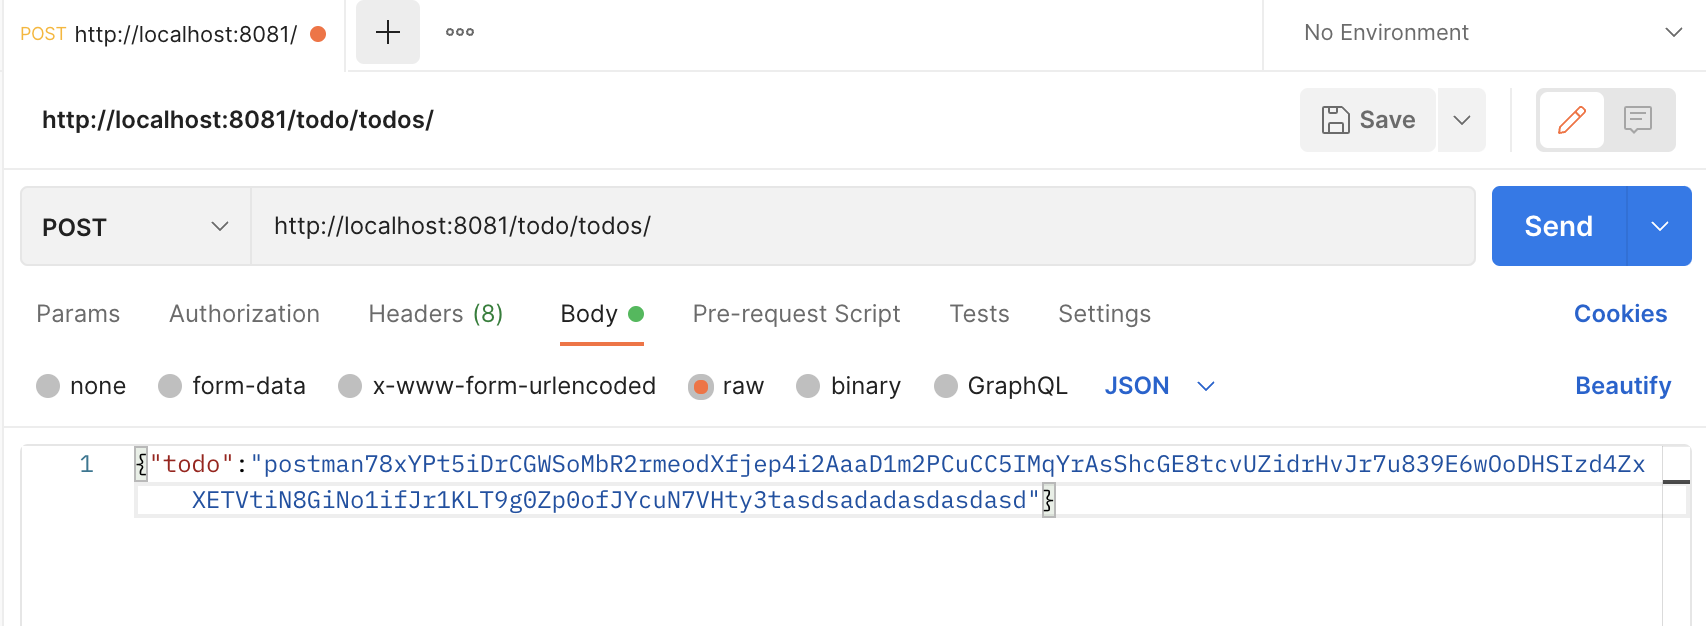 POST http://localhost:8081/
No Environment
http://localhost:8081/todo/todos/
Save
POST
http://localhost:8081/todo/todos/
Send
Params Authorization Headers (8) Body Pre-request Script Tests Settings Cookies
none form-data x-www-form-urlencoded raw binary GraphQL JSON Beautify
1 {"todo":"postman78xYPt5iDrCGWSoMbR2rmeodXfjep4i2AaaD1m2PCuCC5IMqYrAsShcGE8tcvUZidrHvJr7u839E6wOoDHSIzd4Zx
XETVtiN8GiNo1ifJr1KLT9g0Zp0ofJYcuN7VHty3tasdsadadasdasdasd"}